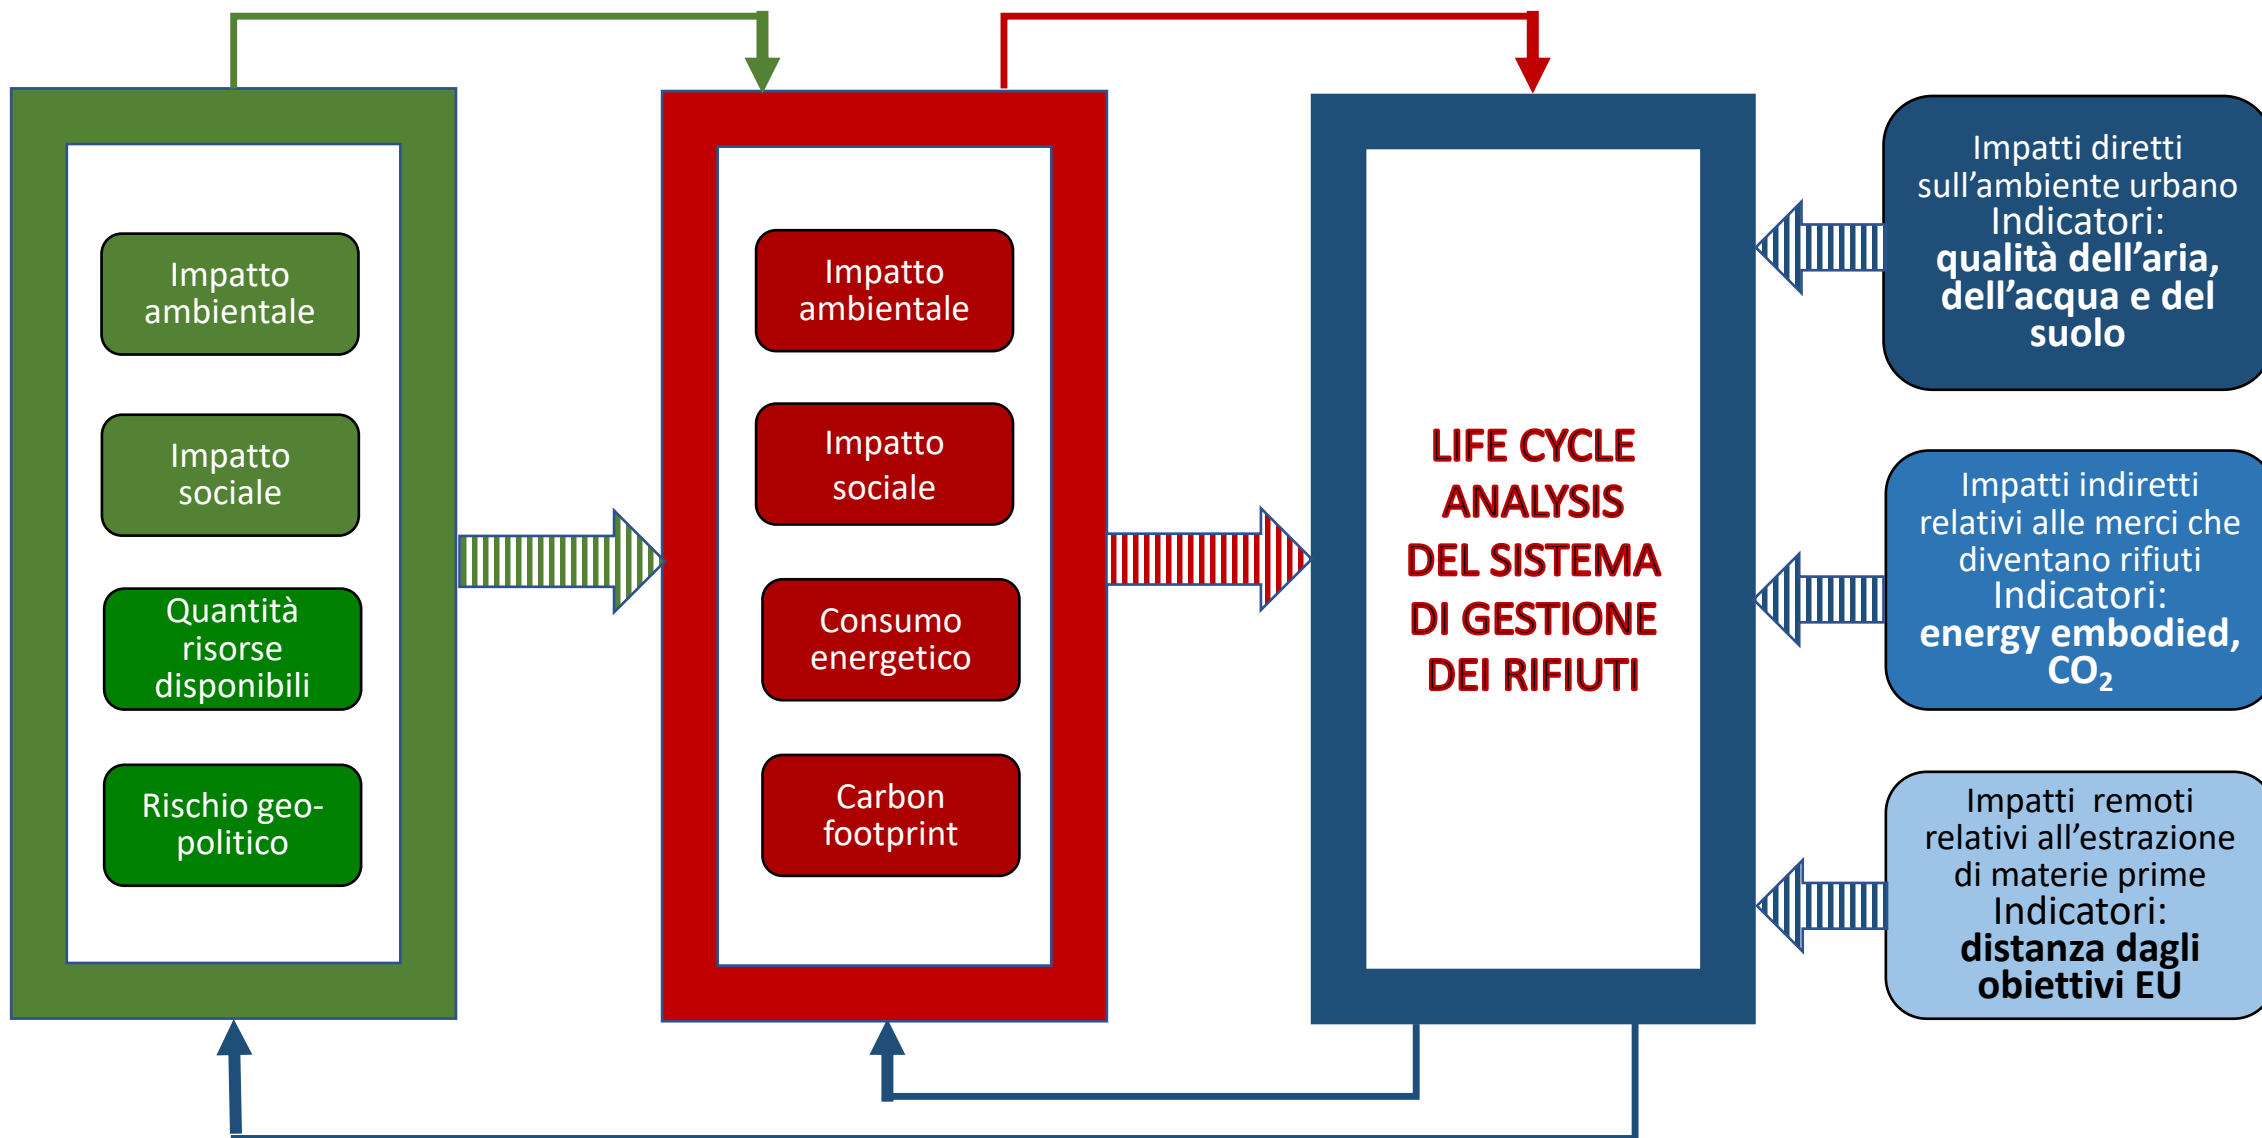 Impatto
ambientale
Impatto
sociale
Quantità
risorse
disponibili
Rischio geo-
politico
Impatto
ambientale
Impatto
sociale
Consumo
energetico
Carbon
footprint
LIFE CYCLE
ANALYSIS
DEL SISTEMA
DI GESTIONE
DEI RIFIUTI
Impatti diretti
sull’ambiente urbano
Indicatori:
qualità dell’aria,
dell’acqua e del
suolo
Impatti indiretti
relativi alle merci che
diventano rifiuti
Indicatori:
energy embodied,
CO₂
Impatti remoti
relativi all’estrazione
di materie prime
Indicatori:
distanza dagli
obiettivi EU